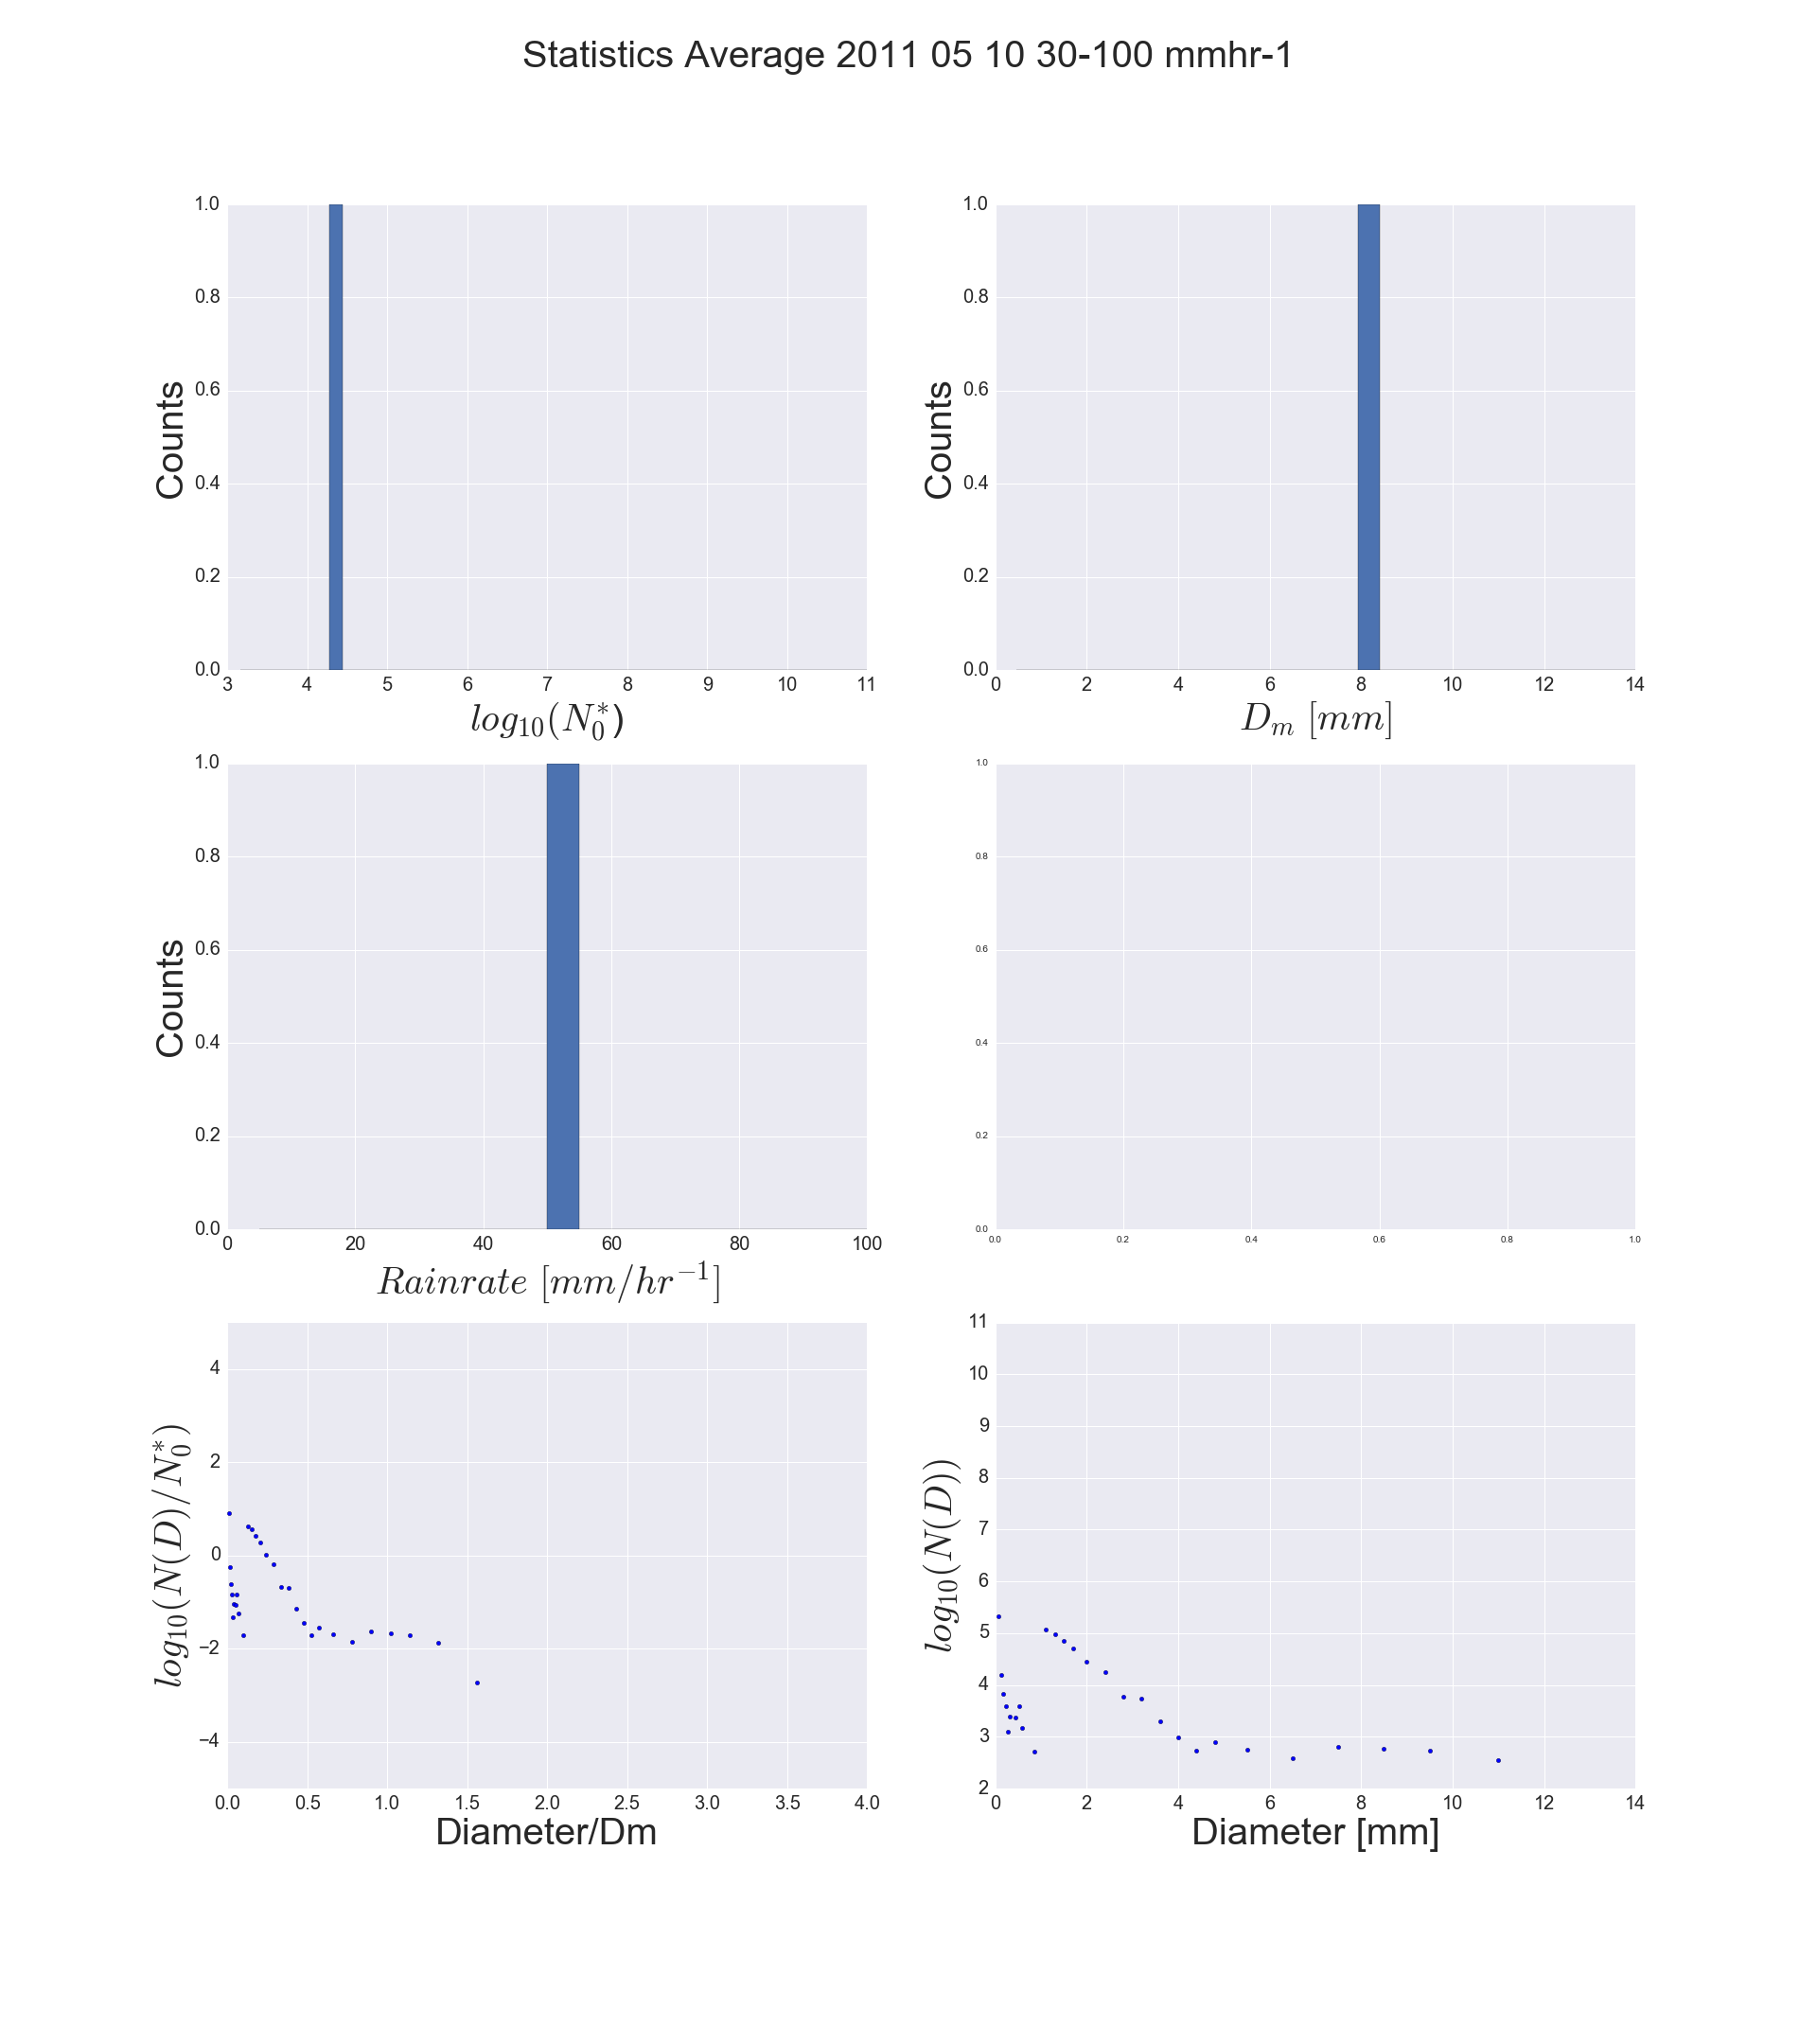 Statistics Average 2011 05 10 30-100 mmhr-1
Counts
1.0
0.8
0.6
0.4
0.2
0.0
3 4 5 6 7 8 9 10 11
log₁₀(N₀*)
Counts
1.0
0.8
0.6
0.4
0.2
0.0
0 2 4 6 8 10 12 14
Dₘ [mm]
Counts
1.0
0.8
0.6
0.4
0.2
0.0
0 20 40 60 80 100
Rainrate [mm/hr⁻¹]
1.0
0.8
0.6
0.4
0.2
0.0
0.0 0.2 0.4 0.6 0.8 1.0
log₁₀(N(D)/N₀*)
4
2
0
−2
−4
0.0 0.5 1.0 1.5 2.0 2.5 3.0 3.5 4.0
Diameter/Dm
log₁₀(N(D))
11
10
9
8
7
6
5
4
3
2
0 2 4 6 8 10 12 14
Diameter [mm]